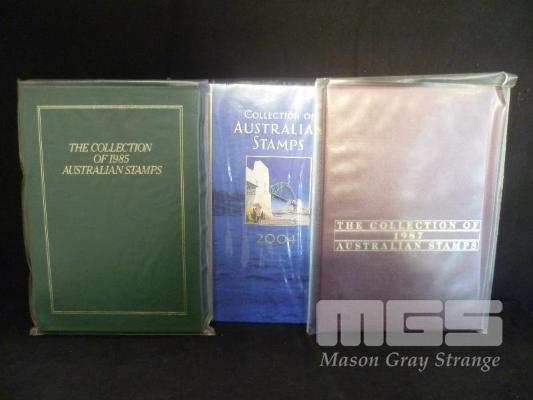 THE COLLECTION
OF 1985
AUSTRALIAN STAMPS
COLLECTION OF
AUSTRALIAN
STAMPS
2004
THE COLLECTION OF
1987
AUSTRALIAN STAMPS
MGS
Mason Gray Strange